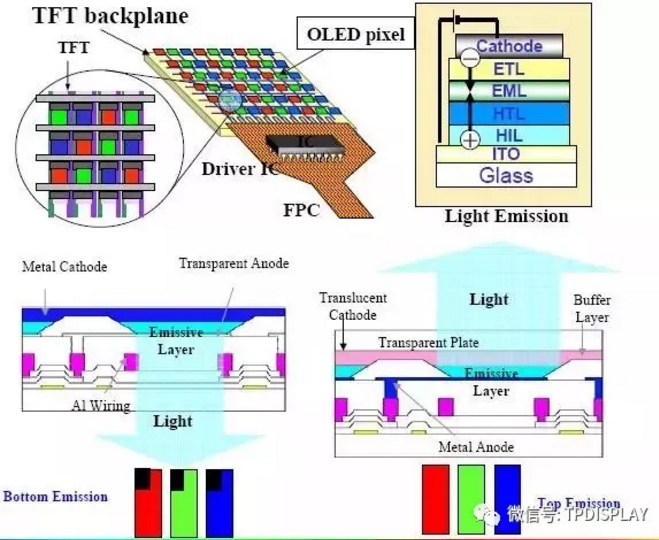 TFT backplane
TFT
OLED pixel
IC
Driver IC
FPC
Cathode
ETL
EML
HTL
HIL
ITO
Glass
Light Emission
Metal Cathode
Transparent Anode
Emissive
Layer
Al Wiring
Light
Bottom Emission
Light
Translucent
Cathode
Buffer
Layer
Transparent Plate
Emissive
Layer
Metal Anode
Top Emission
微信号: TPDISPLAY